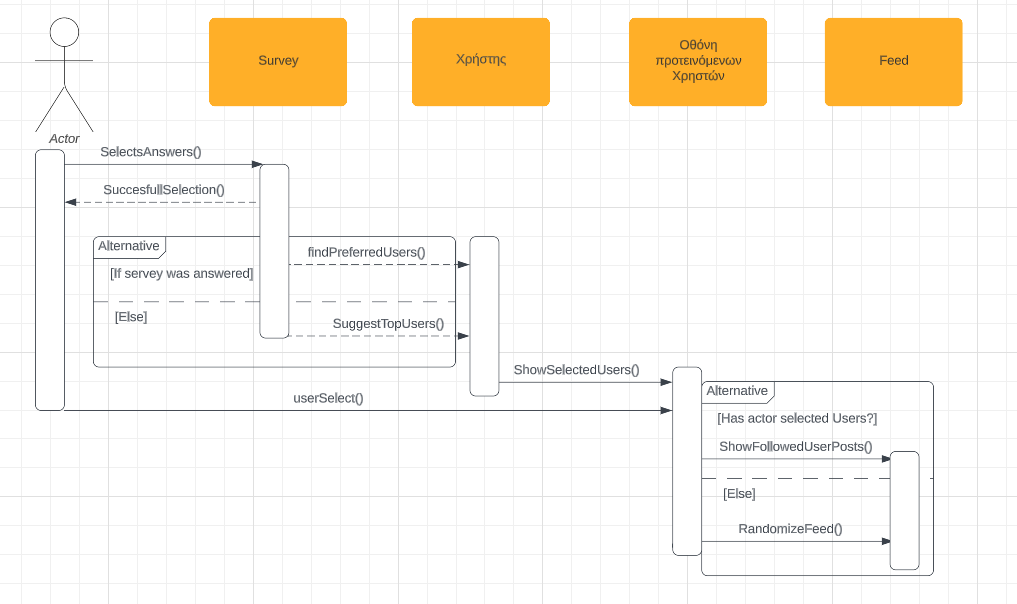 Survey
Χρήστης
Οθόνη
προτεινόμενων
Χρηστών
Feed
Actor
SelectsAnswers()
SuccesfullSelection()
Alternative
findPreferredUsers()
[If servey was answered]
[Else]
SuggestTopUsers()
ShowSelectedUsers()
userSelect()
Alternative
[Has actor selected Users?]
ShowFollowedUserPosts()
[Else]
RandomizeFeed()